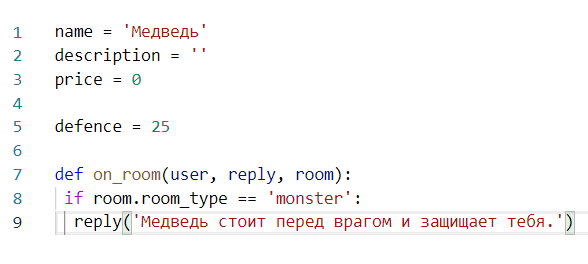 1 name = 'Медведь'
2 description = ''
3 price = 0
4
5 defence = 25
6
7 def on_room(user, reply, room):
8  if room.room_type == 'monster':
9   reply('Медведь стоит перед врагом и защищает тебя.')